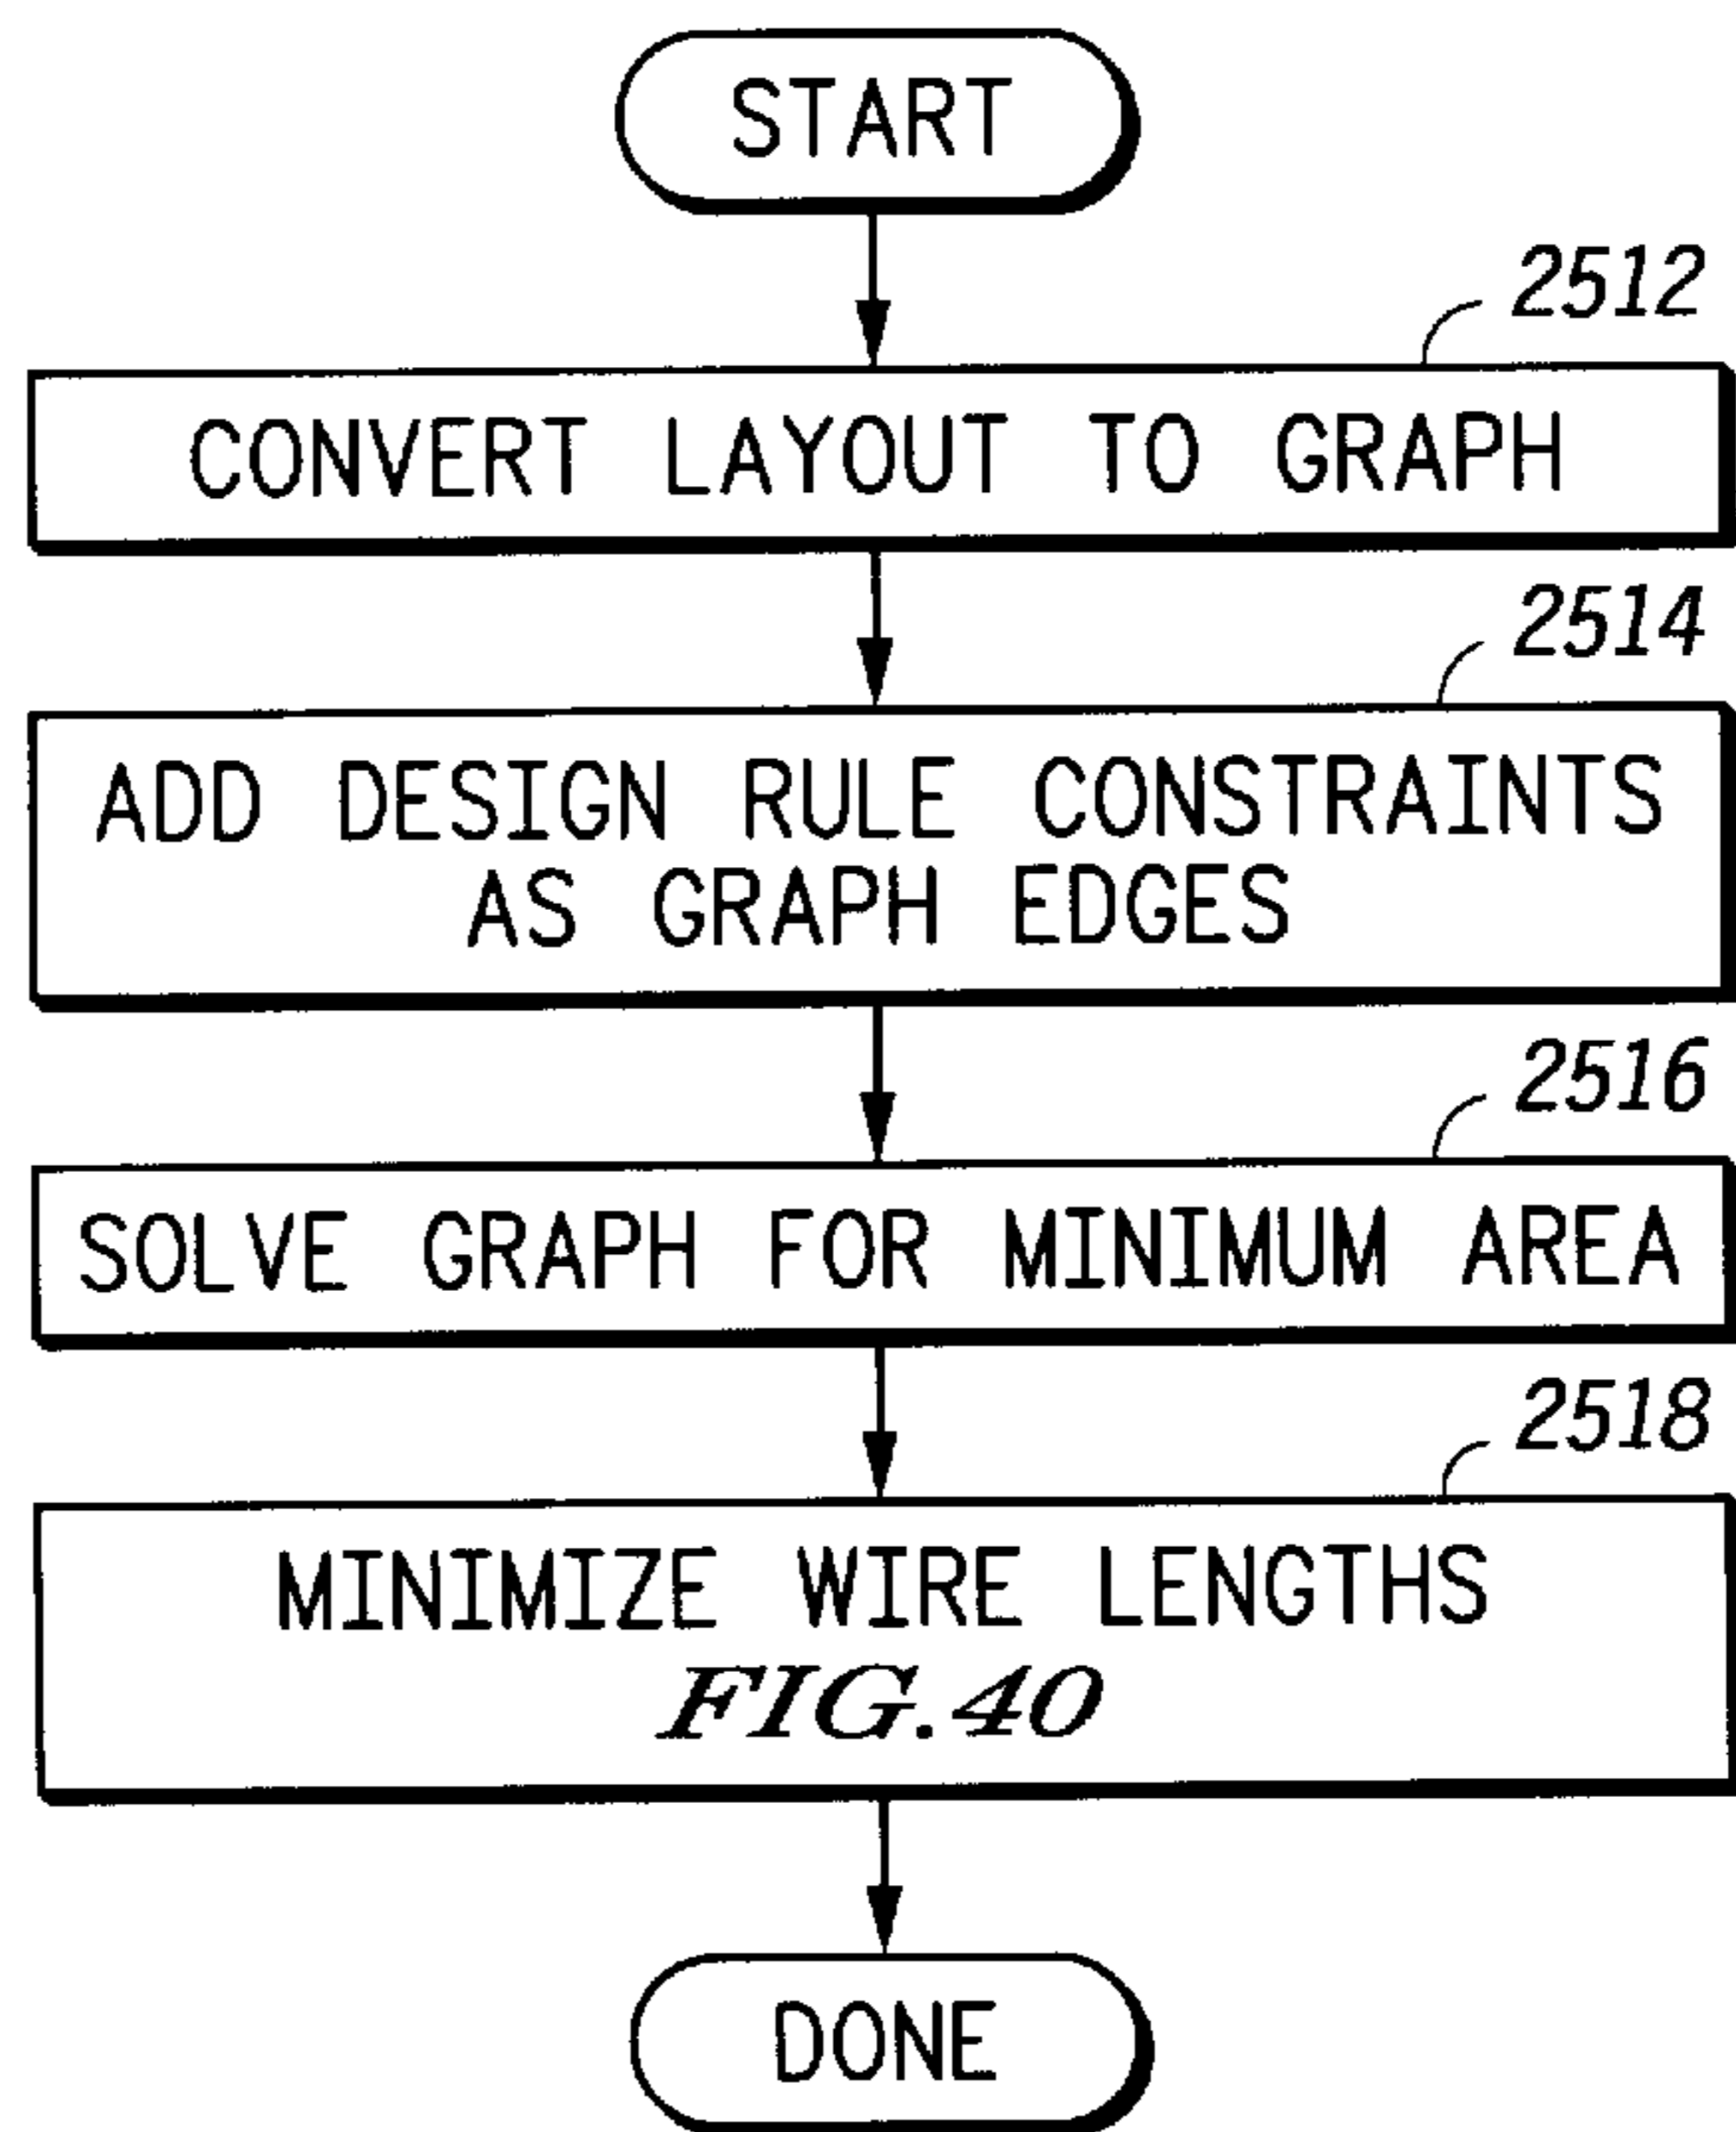 START
2512
CONVERT LAYOUT TO GRAPH
2514
ADD DESIGN RULE CONSTRAINTS
AS GRAPH EDGES
2516
SOLVE GRAPH FOR MINIMUM AREA
2518
MINIMIZE WIRE LENGTHS
FIG.40
DONE